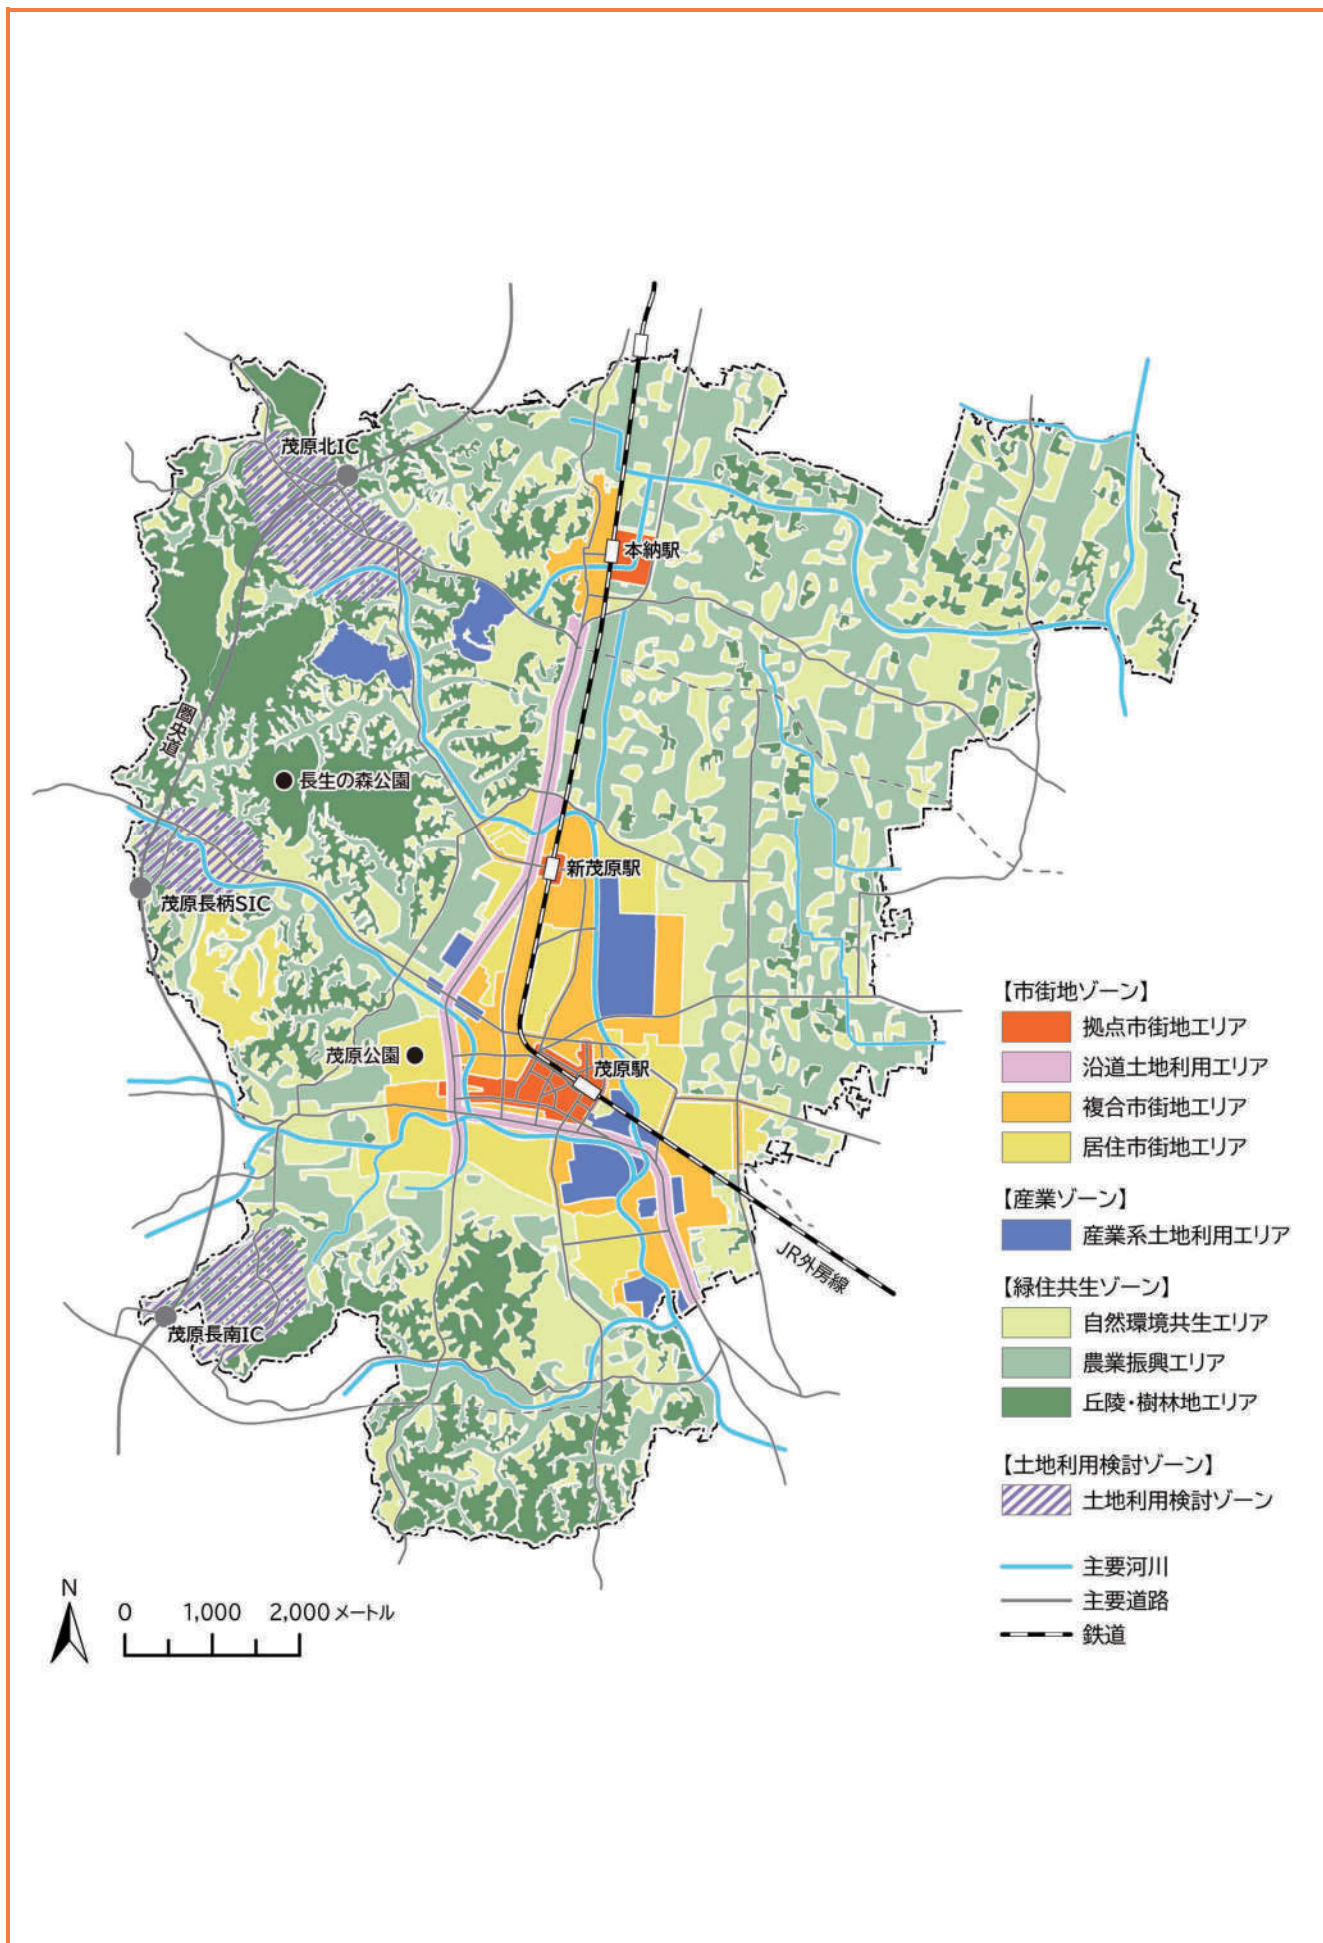 茂原北IC
本納駅
圏央道
長生の森公園
新茂原駅
茂原長柄SIC
茂原公園
茂原駅
JR外房線
茂原長南IC
【市街地ゾーン】
拠点市街地エリア
沿道土地利用エリア
複合市街地エリア
居住市街地エリア
【産業ゾーン】
産業系土地利用エリア
【緑住共生ゾーン】
自然環境共生エリア
農業振興エリア
丘陵・樹林地エリア
【土地利用検討ゾーン】
土地利用検討ゾーン
主要河川
主要道路
鉄道
N
0 1,000 2,000 メートル